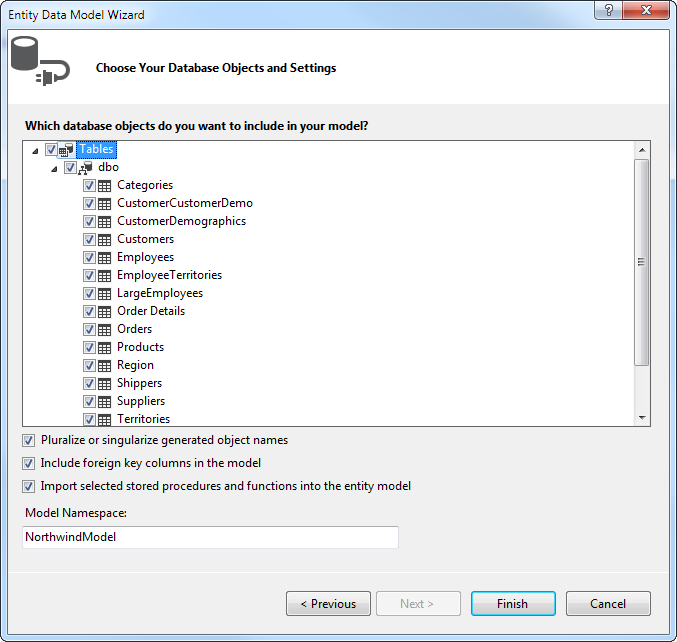 Entity Data Model Wizard
Choose Your Database Objects and Settings
Which database objects do you want to include in your model?
Tables
dbo
Categories
CustomerCustomerDemo
CustomerDemographics
Customers
Employees
EmployeeTerritories
LargeEmployees
Order Details
Orders
Products
Region
Shippers
Suppliers
Territories
Pluralize or singularize generated object names
Include foreign key columns in the model
Import selected stored procedures and functions into the entity model
Model Namespace:
NorthwindModel
< Previous Next > Finish Cancel